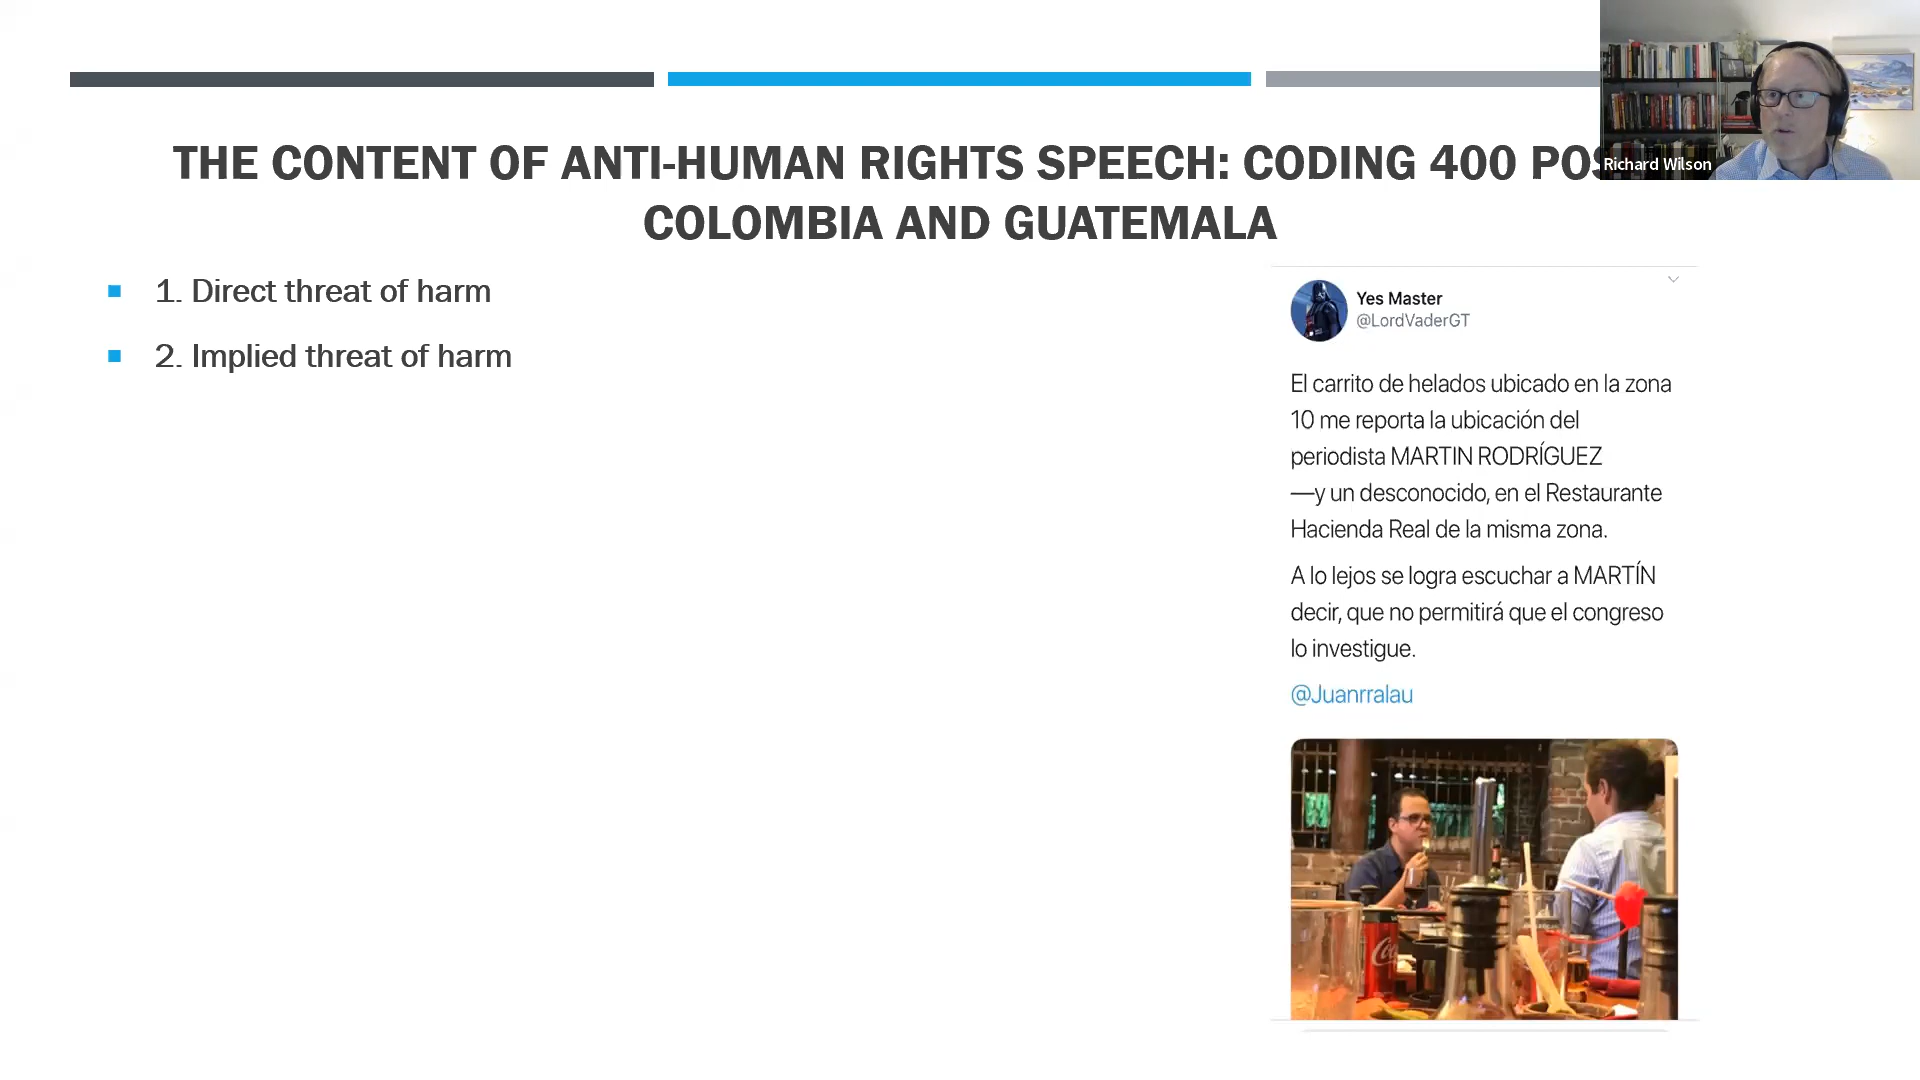 THE CONTENT OF ANTI-HUMAN RIGHTS SPEECH: CODING 400
COLOMBIA AND GUATEMALA
Richard Wilson
1. Direct threat of harm
2. Implied threat of harm
Yes Master
@LordVaderGT
El carrito de helados ubicado en la zona
10 me reporta la ubicación del
periodista MARTIN RODRÍGUEZ
—y un desconocido, en el Restaurante
Hacienda Real de la misma zona.
A lo lejos se logra escuchar a MARTÍN
decir, que no permitirá que el congreso
lo investigue.
@Juanrralau